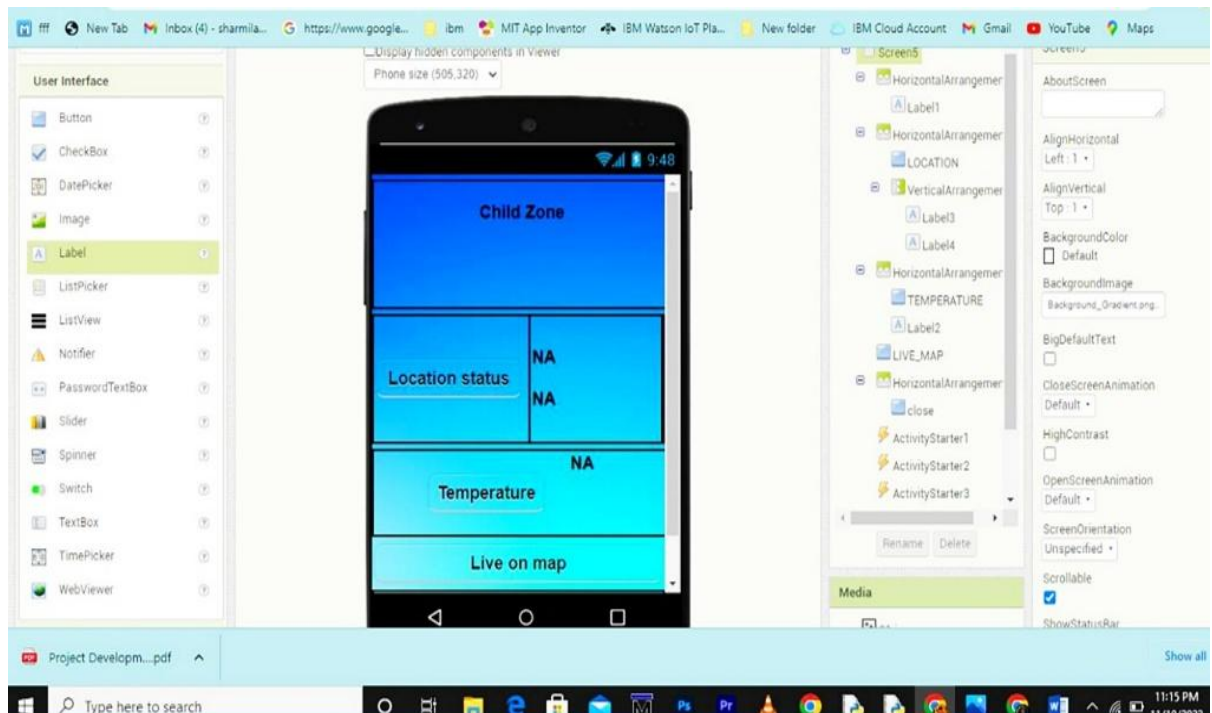 fff New Tab Inbox (4) - sharmila... https://www.google... ibm MIT App Inventor IBM Watson IoT Pla... New folder IBM Cloud Account Gmail YouTube Maps
User Interface
Button
CheckBox
DatePicker
Image
Label
ListPicker
ListView
Notifier
PasswordTextBox
Slider
Spinner
Switch
TextBox
TimePicker
WebViewer
Display hidden components in Viewer
Phone size (505,320)
9:48
Child Zone
Location status
NA
NA
NA
Temperature
Live on map
Screen5
HorizontalArrangemer
Label1
HorizontalArrangemer
LOCATION
VerticalArrangemer
Label3
Label4
HorizontalArrangemer
TEMPERATURE
Label2
LIVE_MAP
HorizontalArrangemer
close
ActivityStarter1
ActivityStarter2
ActivityStarter3
Rename Delete
Media
Screen5
AboutScreen
AlignHorizontal
Left : 1
AlignVertical
Top : 1
BackgroundColor
Default
BackgroundImage
Background_Gradient.png...
BigDefaultText
CloseScreenAnimation
Default
HighContrast
OpenScreenAnimation
Default
ScreenOrientation
Unspecified
Scrollable
ShowStatusBar
Project Developm....pdf
Show all
Type here to search
11:15 PM